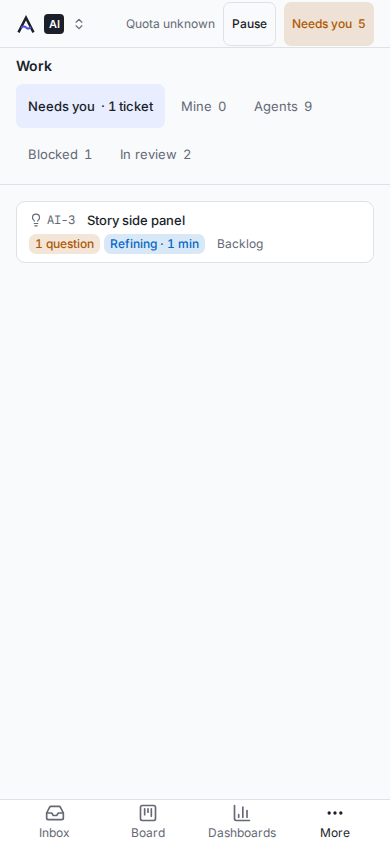 AI
Quota unknown
Pause
Needs you 5
Work
Needs you · 1 ticket
Mine 0
Agents 9
Blocked 1
In review 2
AI-3 Story side panel
1 question
Refining · 1 min
Backlog
Inbox
Board
Dashboards
More